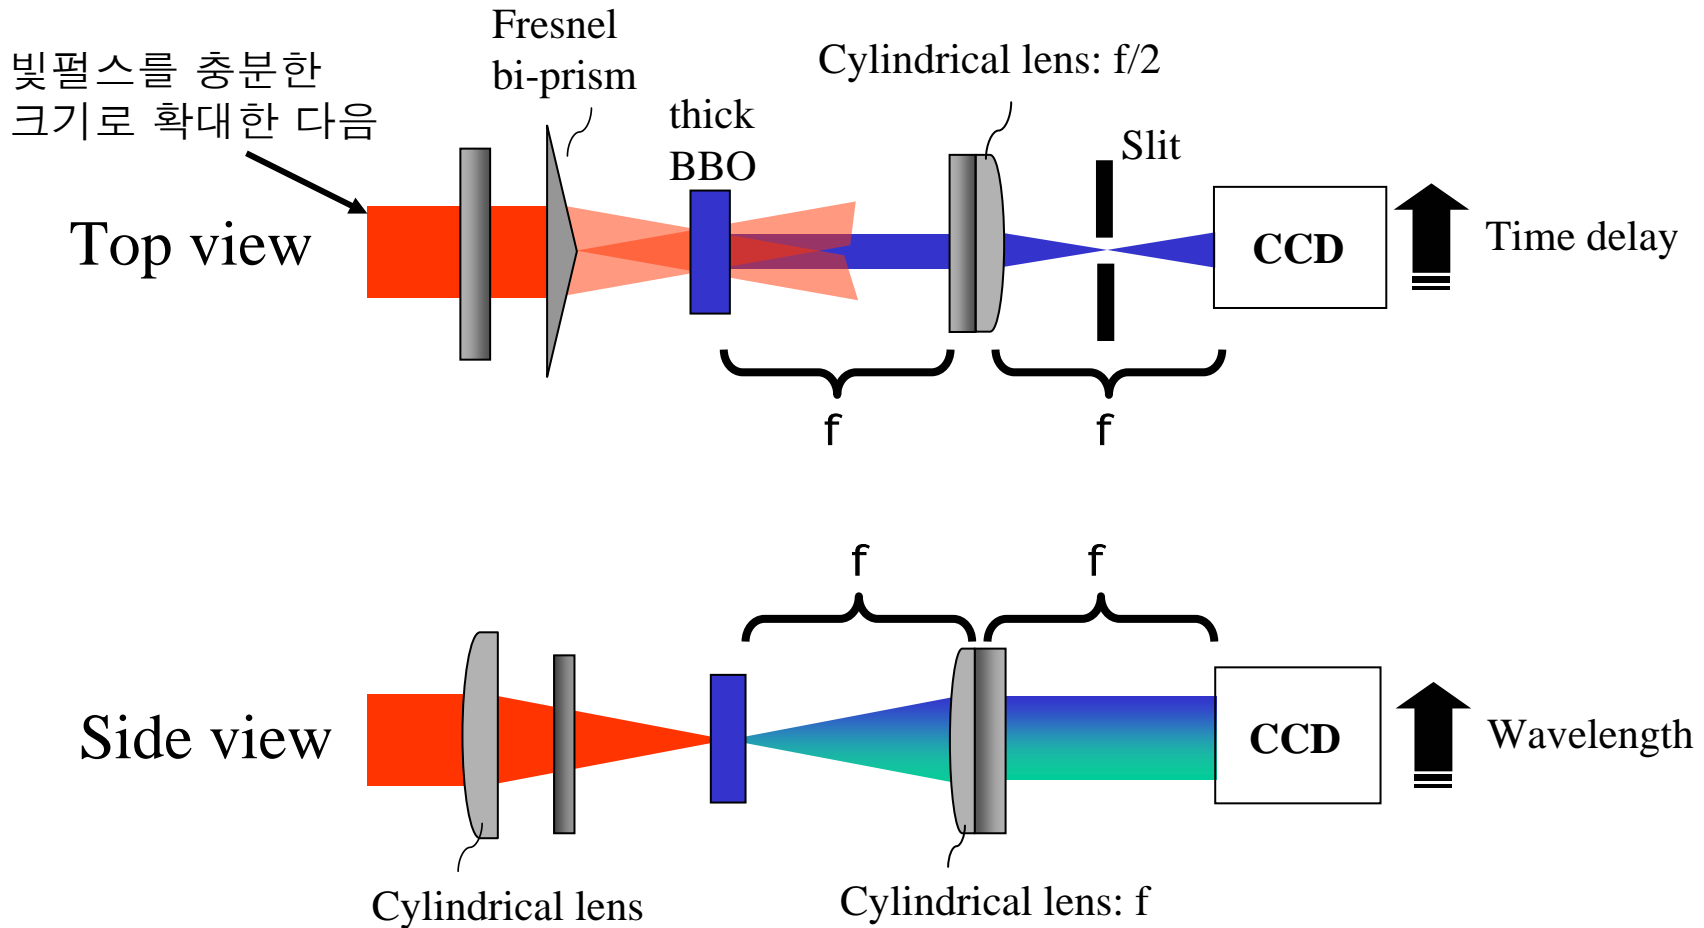 Fresnel
bi-prism
빛펄스를 충분한
크기로 확대한 다음
Cylindrical lens: f/2
thick
BBO
Slit
Top view
CCD
Time delay
f
f
f
f
Side view
CCD
Wavelength
Cylindrical lens
Cylindrical lens: f